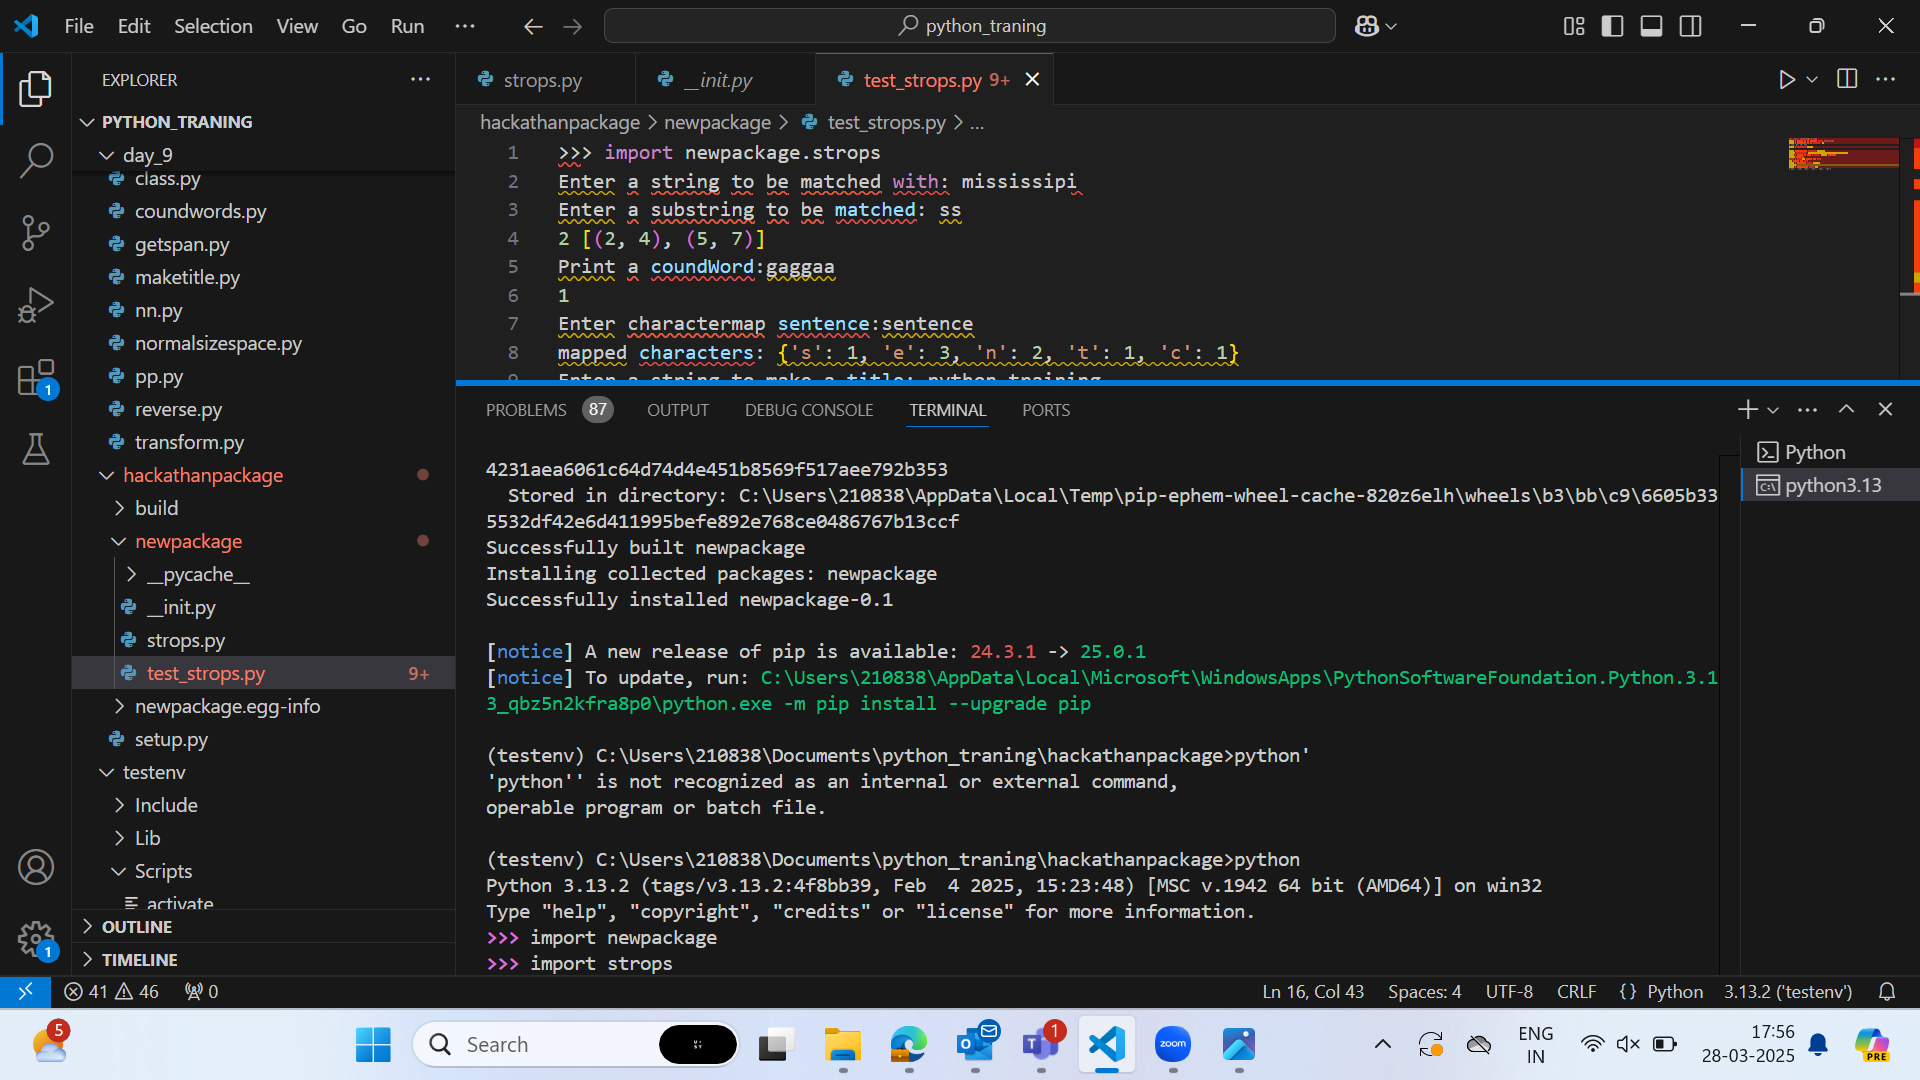 File Edit Selection View Go Run ··· python_traning
EXPLORER ···
PYTHON_TRANING
day_9
class.py
coundwords.py
getspan.py
maketitle.py
nn.py
normalsizespace.py
pp.py
reverse.py
transform.py
hackathanpackage
build
newpackage
__pycache__
__init.py
strops.py
test_strops.py 9+
newpackage.egg-info
setup.py
testenv
Include
Lib
Scripts
activate
OUTLINE
TIMELINE
1
1
strops.py __init.py test_strops.py 9+
hackathanpackage > newpackage > test_strops.py > ...
1 >>> import newpackage.strops
2 Enter a string to be matched with: mississipi
3 Enter a substring to be matched: ss
4 2 [(2, 4), (5, 7)]
5 Print a coundWord:gaggaa
6 1
7 Enter charactermap sentence:sentence
8 mapped characters: {'s': 1, 'e': 3, 'n': 2, 't': 1, 'c': 1}
9 Enter a string to make a title: python training
PROBLEMS 87 OUTPUT DEBUG CONSOLE TERMINAL PORTS
Python
python3.13
4231aea6061c64d74d4e451b8569f517aee792b353
Stored in directory: C:\Users\210838\AppData\Local\Temp\pip-ephem-wheel-cache-820z6elh\wheels\b3\bb\c9\6605b33
5532df42e6d411995befe892e768ce0486767b13ccf
Successfully built newpackage
Installing collected packages: newpackage
Successfully installed newpackage-0.1
[notice] A new release of pip is available: 24.3.1 -> 25.0.1
[notice] To update, run: C:\Users\210838\AppData\Local\Microsoft\WindowsApps\PythonSoftwareFoundation.Python.3.1
3_qbz5n2kfra8p0\python.exe -m pip install --upgrade pip
(testenv) C:\Users\210838\Documents\python_traning\hackathanpackage>python'
'python'' is not recognized as an internal or external command,
operable program or batch file.
(testenv) C:\Users\210838\Documents\python_traning\hackathanpackage>python
Python 3.13.2 (tags/v3.13.2:4f8bb39, Feb  4 2025, 15:23:48) [MSC v.1942 64 bit (AMD64)] on win32
Type "help", "copyright", "credits" or "license" for more information.
>>> import newpackage
>>> import strops
41 46 0 Ln 16, Col 43 Spaces: 4 UTF-8 CRLF {} Python 3.13.2 ('testenv')
5 Search 1 zoom ENG 17:56
IN 28-03-2025 PRE